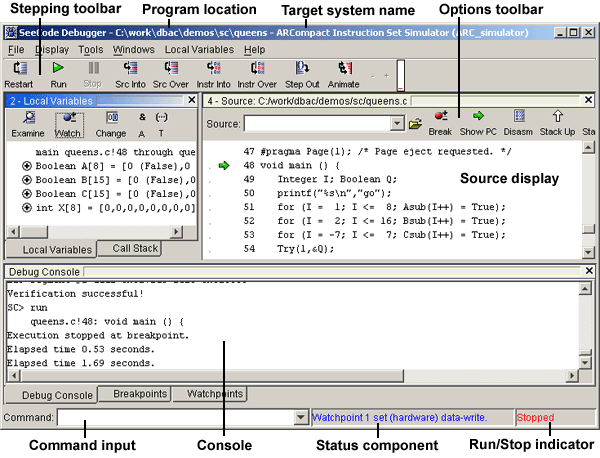 Stepping toolbar Program location Target system name Options toolbar
SeeCode Debugger - C:\work\dbac\demos\sc\queens - ARCompact Instruction Set Simulator (ARC_simulator)
File Display Tools Windows Local Variables Help
Restart Run Stop Src Into Src Over Instr Into Instr Over Step Out Animate - +
2 - Local Variables
Examine Watch Change & A {··} T
main queens.c!48 through que
Boolean A[8] = [0 (False),0
Boolean B[15] = [0 (False),
Boolean C[15] = [0 (False),
int X[8] = [0,0,0,0,0,0,0,0]
Local Variables Call Stack
4 - Source: C:/work/dbac/demos/sc/queens.c
Source: Break Show PC Disasm Stack Up Sta
47 #pragma Page(1); /* Page eject requested. */
48 void main () {
49 Integer I; Boolean Q;
50 printf("%s\n","go");
51 for (I = 1; I <= 8; Asub(I++) = True);
52 for (I = 2; I <= 16; Bsub(I++) = True);
53 for (I = -7; I <= 7; Csub(I++) = True);
54 Try(1,&Q);
Source display
Debug Console
Verification successful!
SC> run
queens.c!48: void main () {
Execution stopped at breakpoint.
Elapsed time 0.53 seconds.
Elapsed time 1.69 seconds.
Debug Console Breakpoints Watchpoints
Command: Watchpoint 1 set (hardware) data-write. Stopped
Command input Console Status component Run/Stop indicator